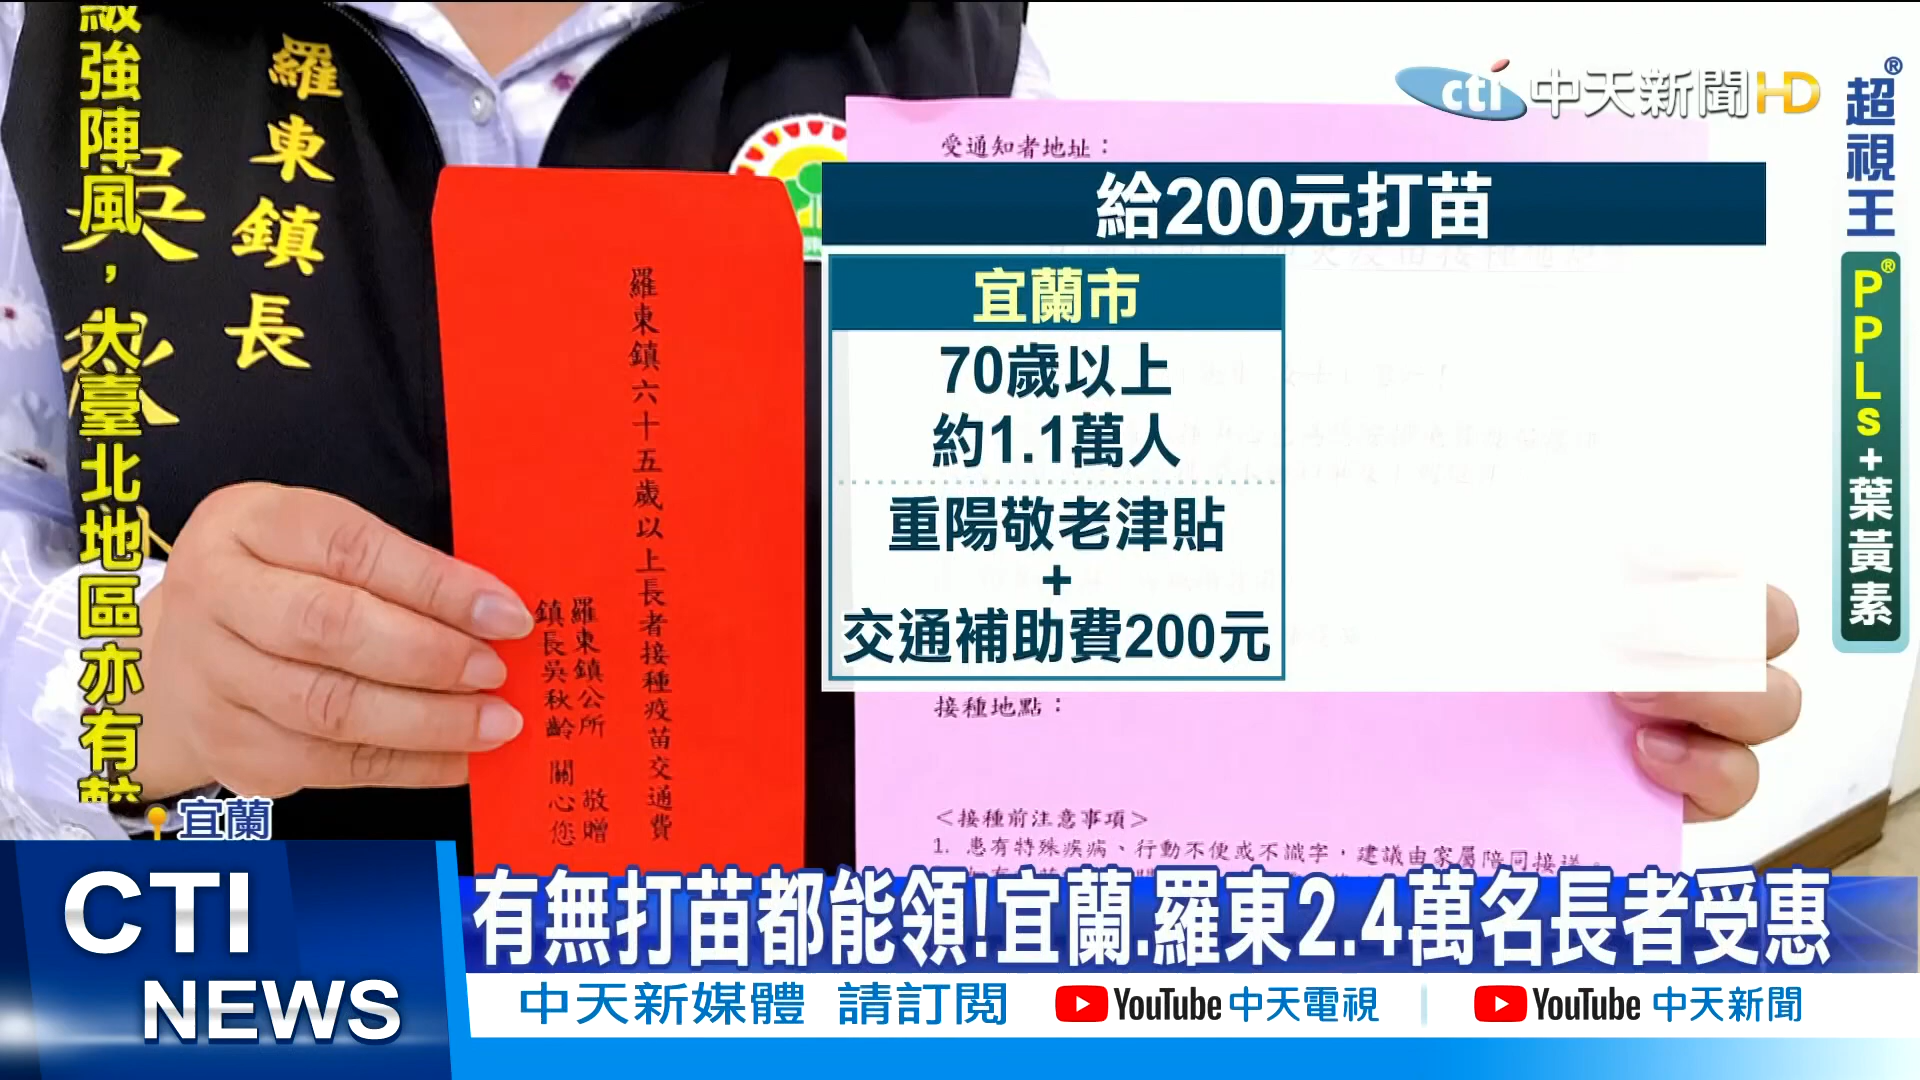 級強陣風，大臺北地區亦有
羅東鎮長
吳秋
羅東鎮六十五歲以上長者接種疫苗交通費
羅東鎮公所 敬贈
鎮長吳秋齡 關心您
受通知者地址：
cti 中天新聞HD
超視王®
PPLs®+葉黃素
給200元打苗
宜蘭市
70歲以上
約1.1萬人
重陽敬老津貼
+
交通補助費200元
接種地點：
＜接種前注意事項＞
1. 患有特殊疾病、行動不便或不識字，建議由家屬陪同接送。
宜蘭
CTI
NEWS
有無打苗都能領!宜蘭.羅東2.4萬名長者受惠
中天新媒體 請訂閱 YouTube 中天電視 | YouTube 中天新聞